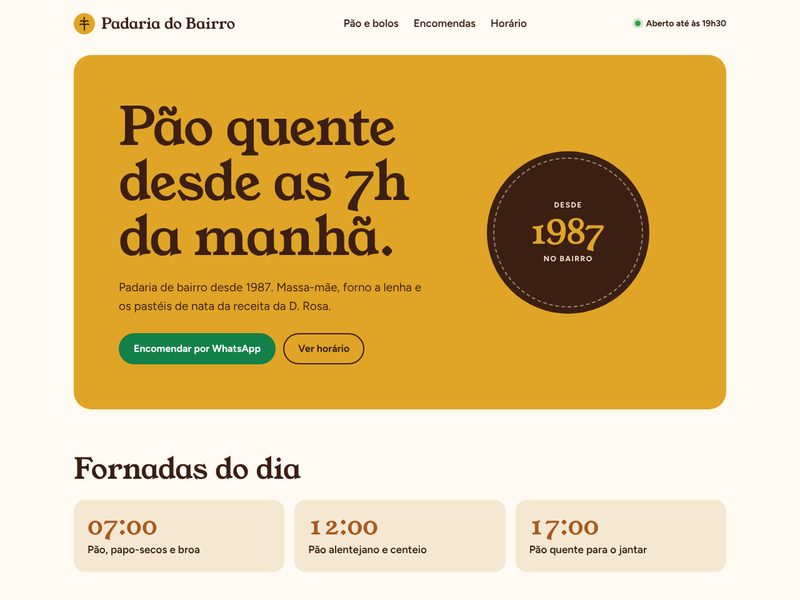 Padaria do Bairro
Pão e bolos
Encomendas
Horário
Aberto até às 19h30
Pão quente
desde as 7h
da manhã.
Padaria de bairro desde 1987. Massa-mãe, forno a lenha e
os pastéis de nata da receita da D. Rosa.
Encomendar por WhatsApp
Ver horário
DESDE
1987
NO BAIRRO
Fornadas do dia
07:00
Pão, papo-secos e broa
12:00
Pão alentejano e centeio
17:00
Pão quente para o jantar